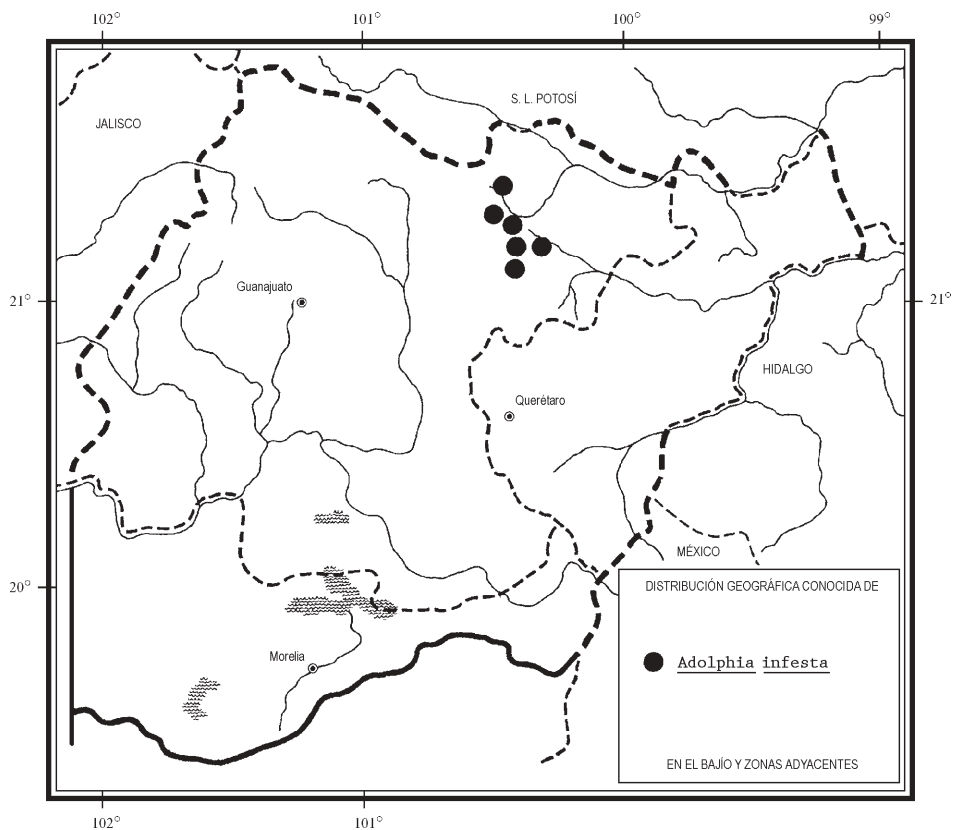 102° 101° 100° 99°
S. L. POTOSÍ
JALISCO
Guanajuato
21° 21°
HIDALGO
Querétaro
MÉXICO
20°
DISTRIBUCIÓN GEOGRÁFICA CONOCIDA DE
Morelia
Adolphia infesta
EN EL BAJÍO Y ZONAS ADYACENTES
102° 101°